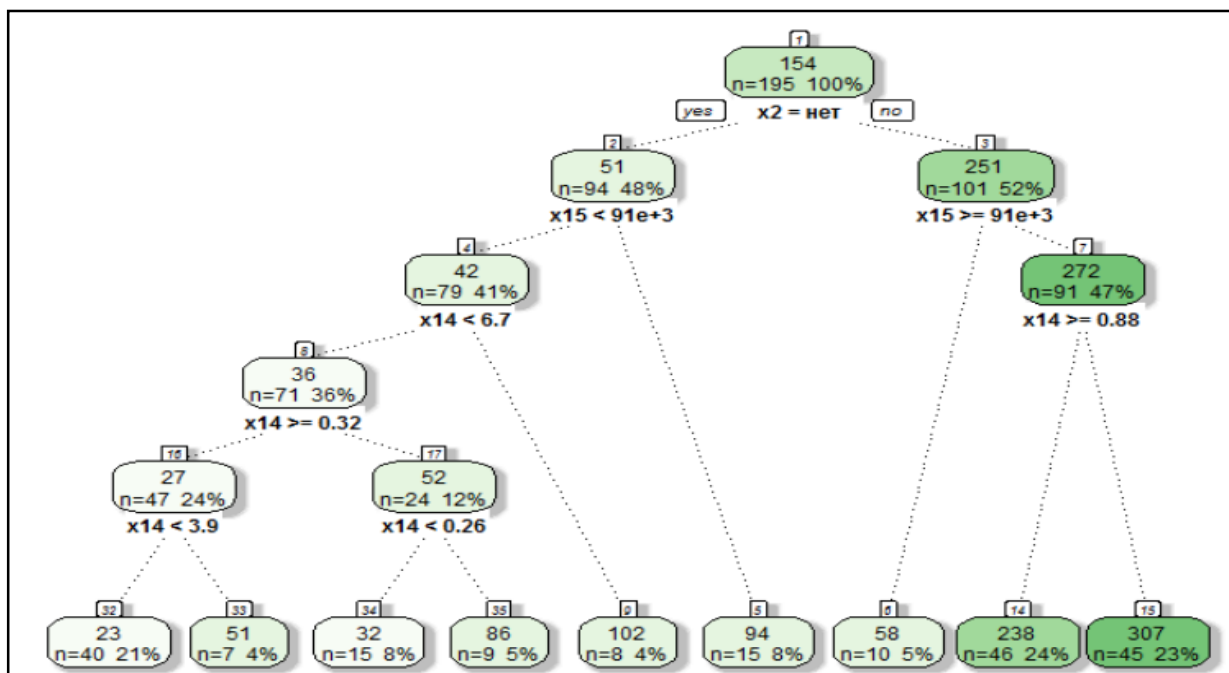 1
154
n=195 100%
yes x2 = нет no
2 3
51 251
n=94 48% n=101 52%
x15 < 91e+3 x15 >= 91e+3
4 7
42 272
n=79 41% n=91 47%
x14 < 6.7 x14 >= 0.88
8
36
n=71 36%
x14 >= 0.32
16 17
27 52
n=47 24% n=24 12%
x14 < 3.9 x14 < 0.26
32 33 34 35 9 5 6 14 15
23 51 32 86 102 94 58 238 307
n=40 21% n=7 4% n=15 8% n=9 5% n=8 4% n=15 8% n=10 5% n=46 24% n=45 23%